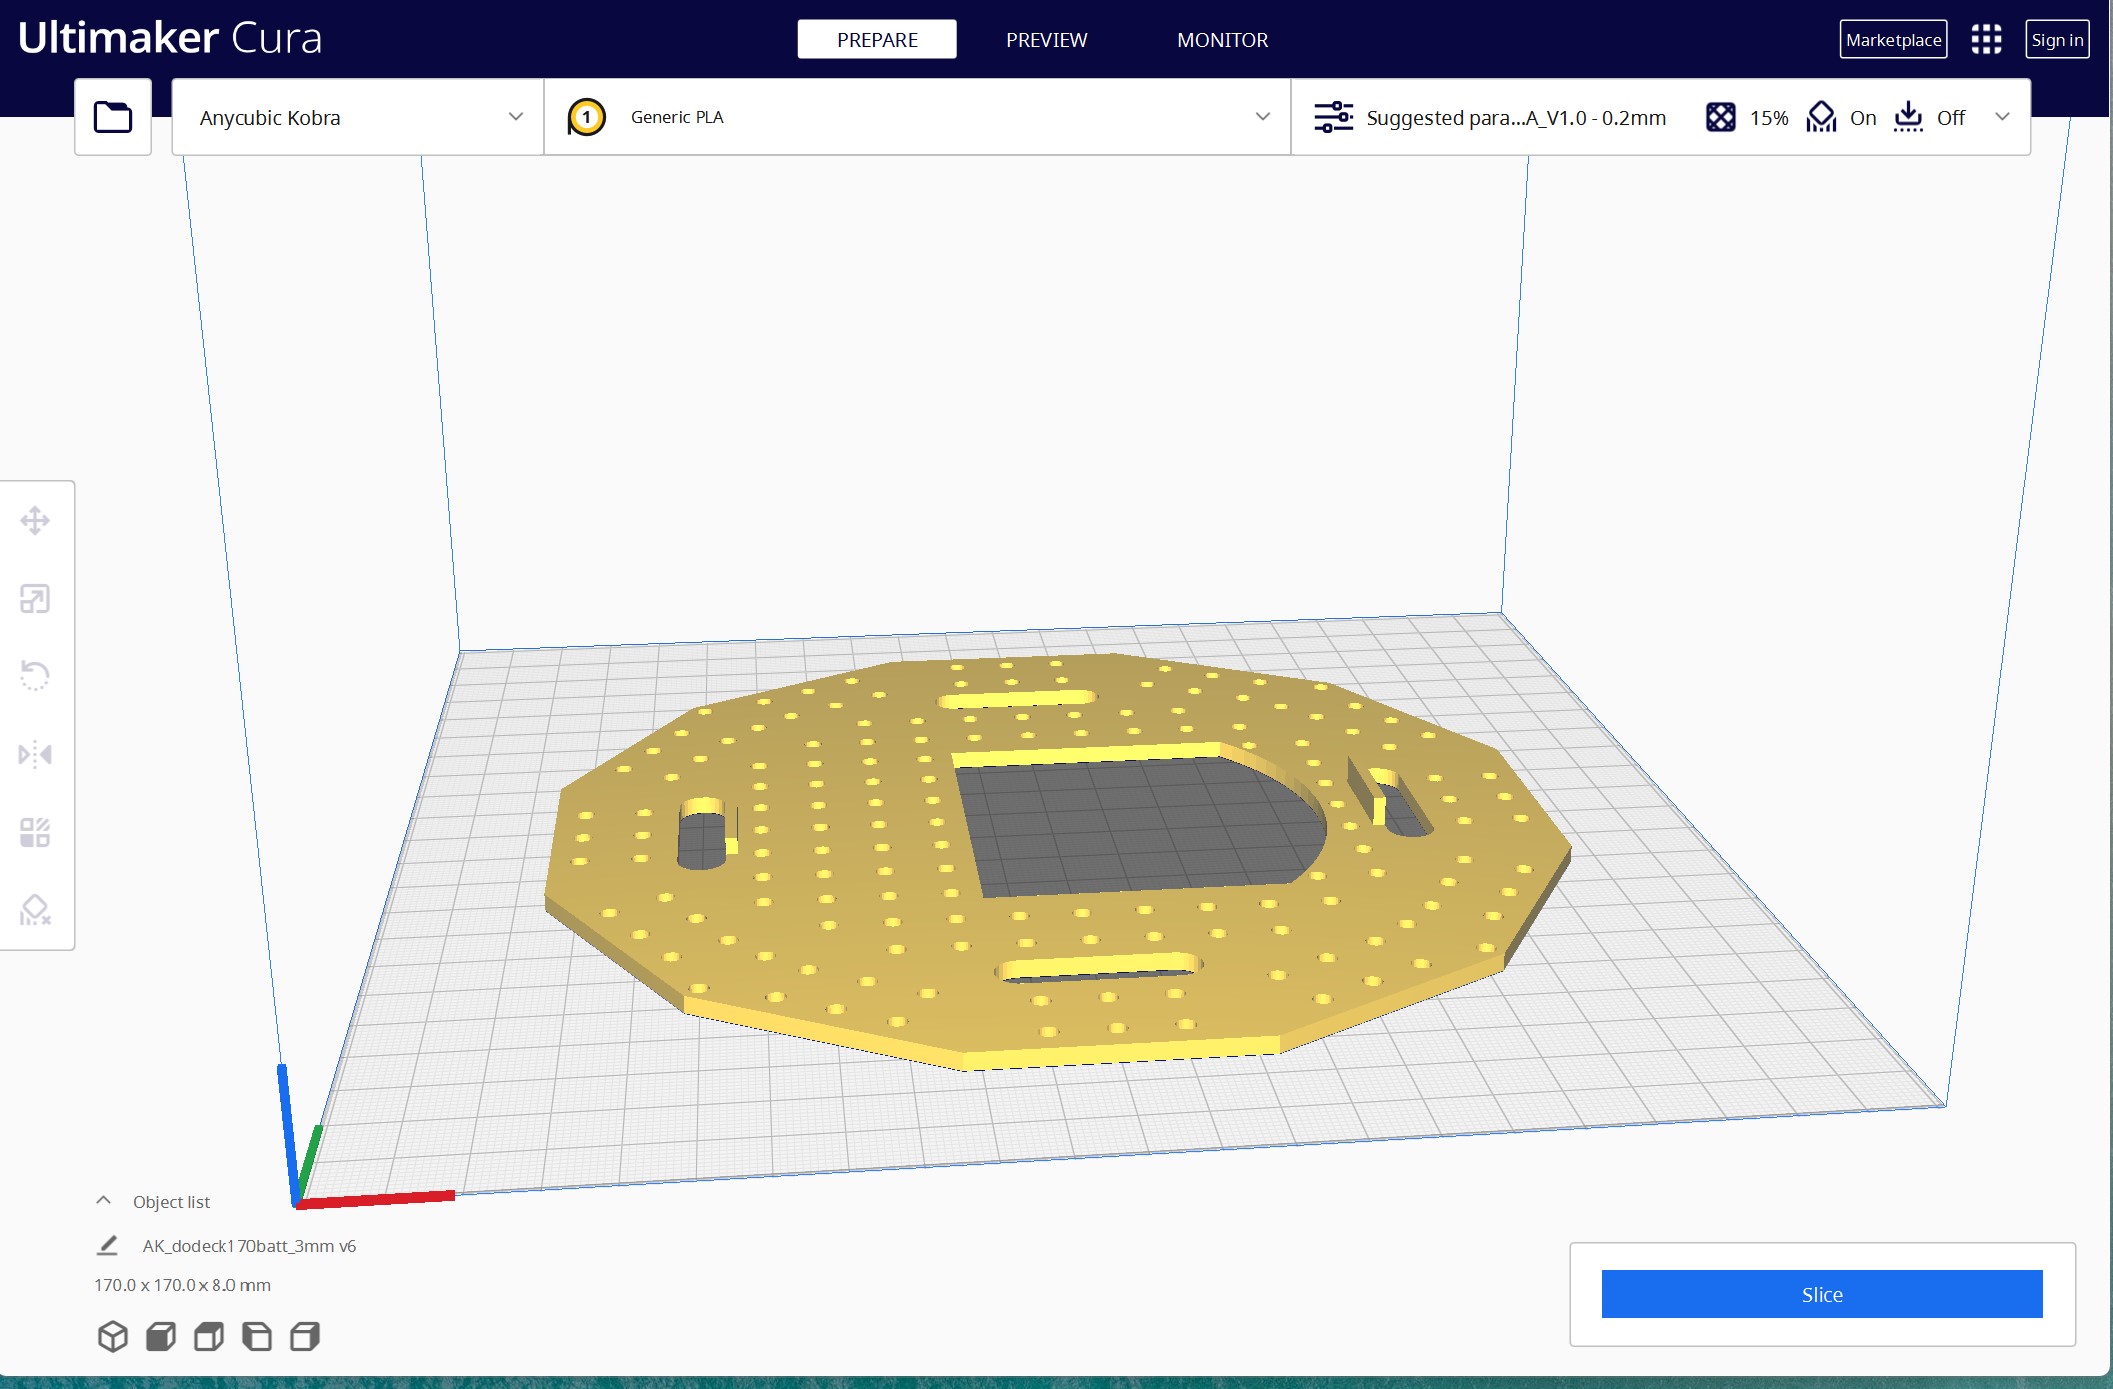 Ultimaker Cura
PREPARE
PREVIEW
MONITOR
Marketplace
Sign in
Anycubic Kobra
1
Generic PLA
Suggested para...A_V1.0 - 0.2mm
15%
On
Off
Object list
AK_dodeck170batt_3mm v6
170.0 x 170.0 x 8.0 mm
Slice